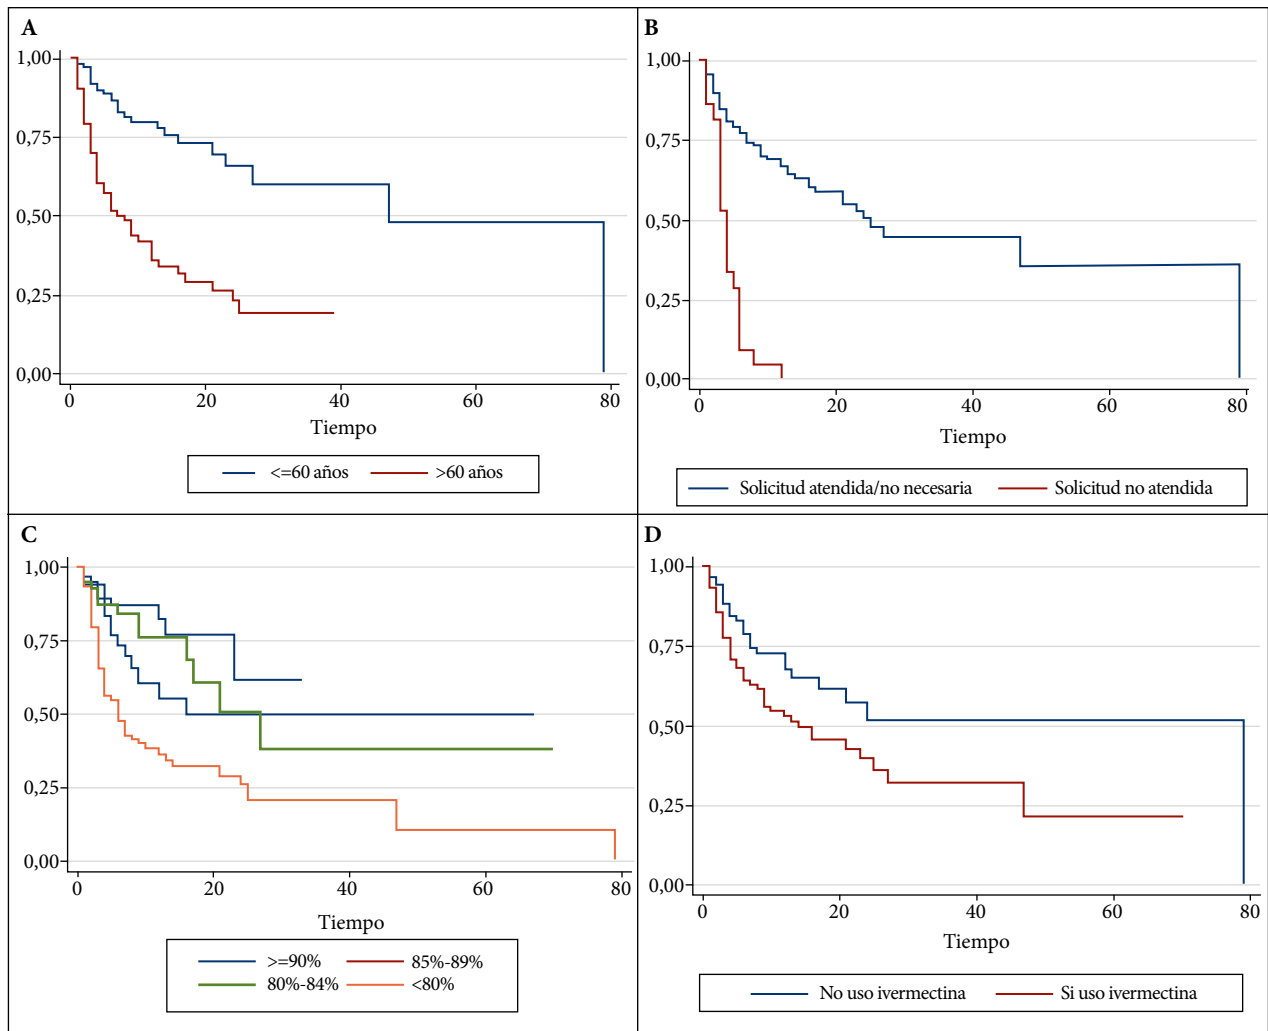 A
1,00
0,75
0,50
0,25
0,00
0 20 40 60 80
Tiempo
<=60 años >60 años
B
1,00
0,75
0,50
0,25
0,00
0 20 40 60 80
Tiempo
Solicitud atendida/no necesaria Solicitud no atendida
C
1,00
0,75
0,50
0,25
0,00
0 20 40 60 80
Tiempo
>=90% 85%-89%
80%-84% <80%
D
1,00
0,75
0,50
0,25
0,00
0 20 40 60 80
Tiempo
No uso ivermectina Si uso ivermectina